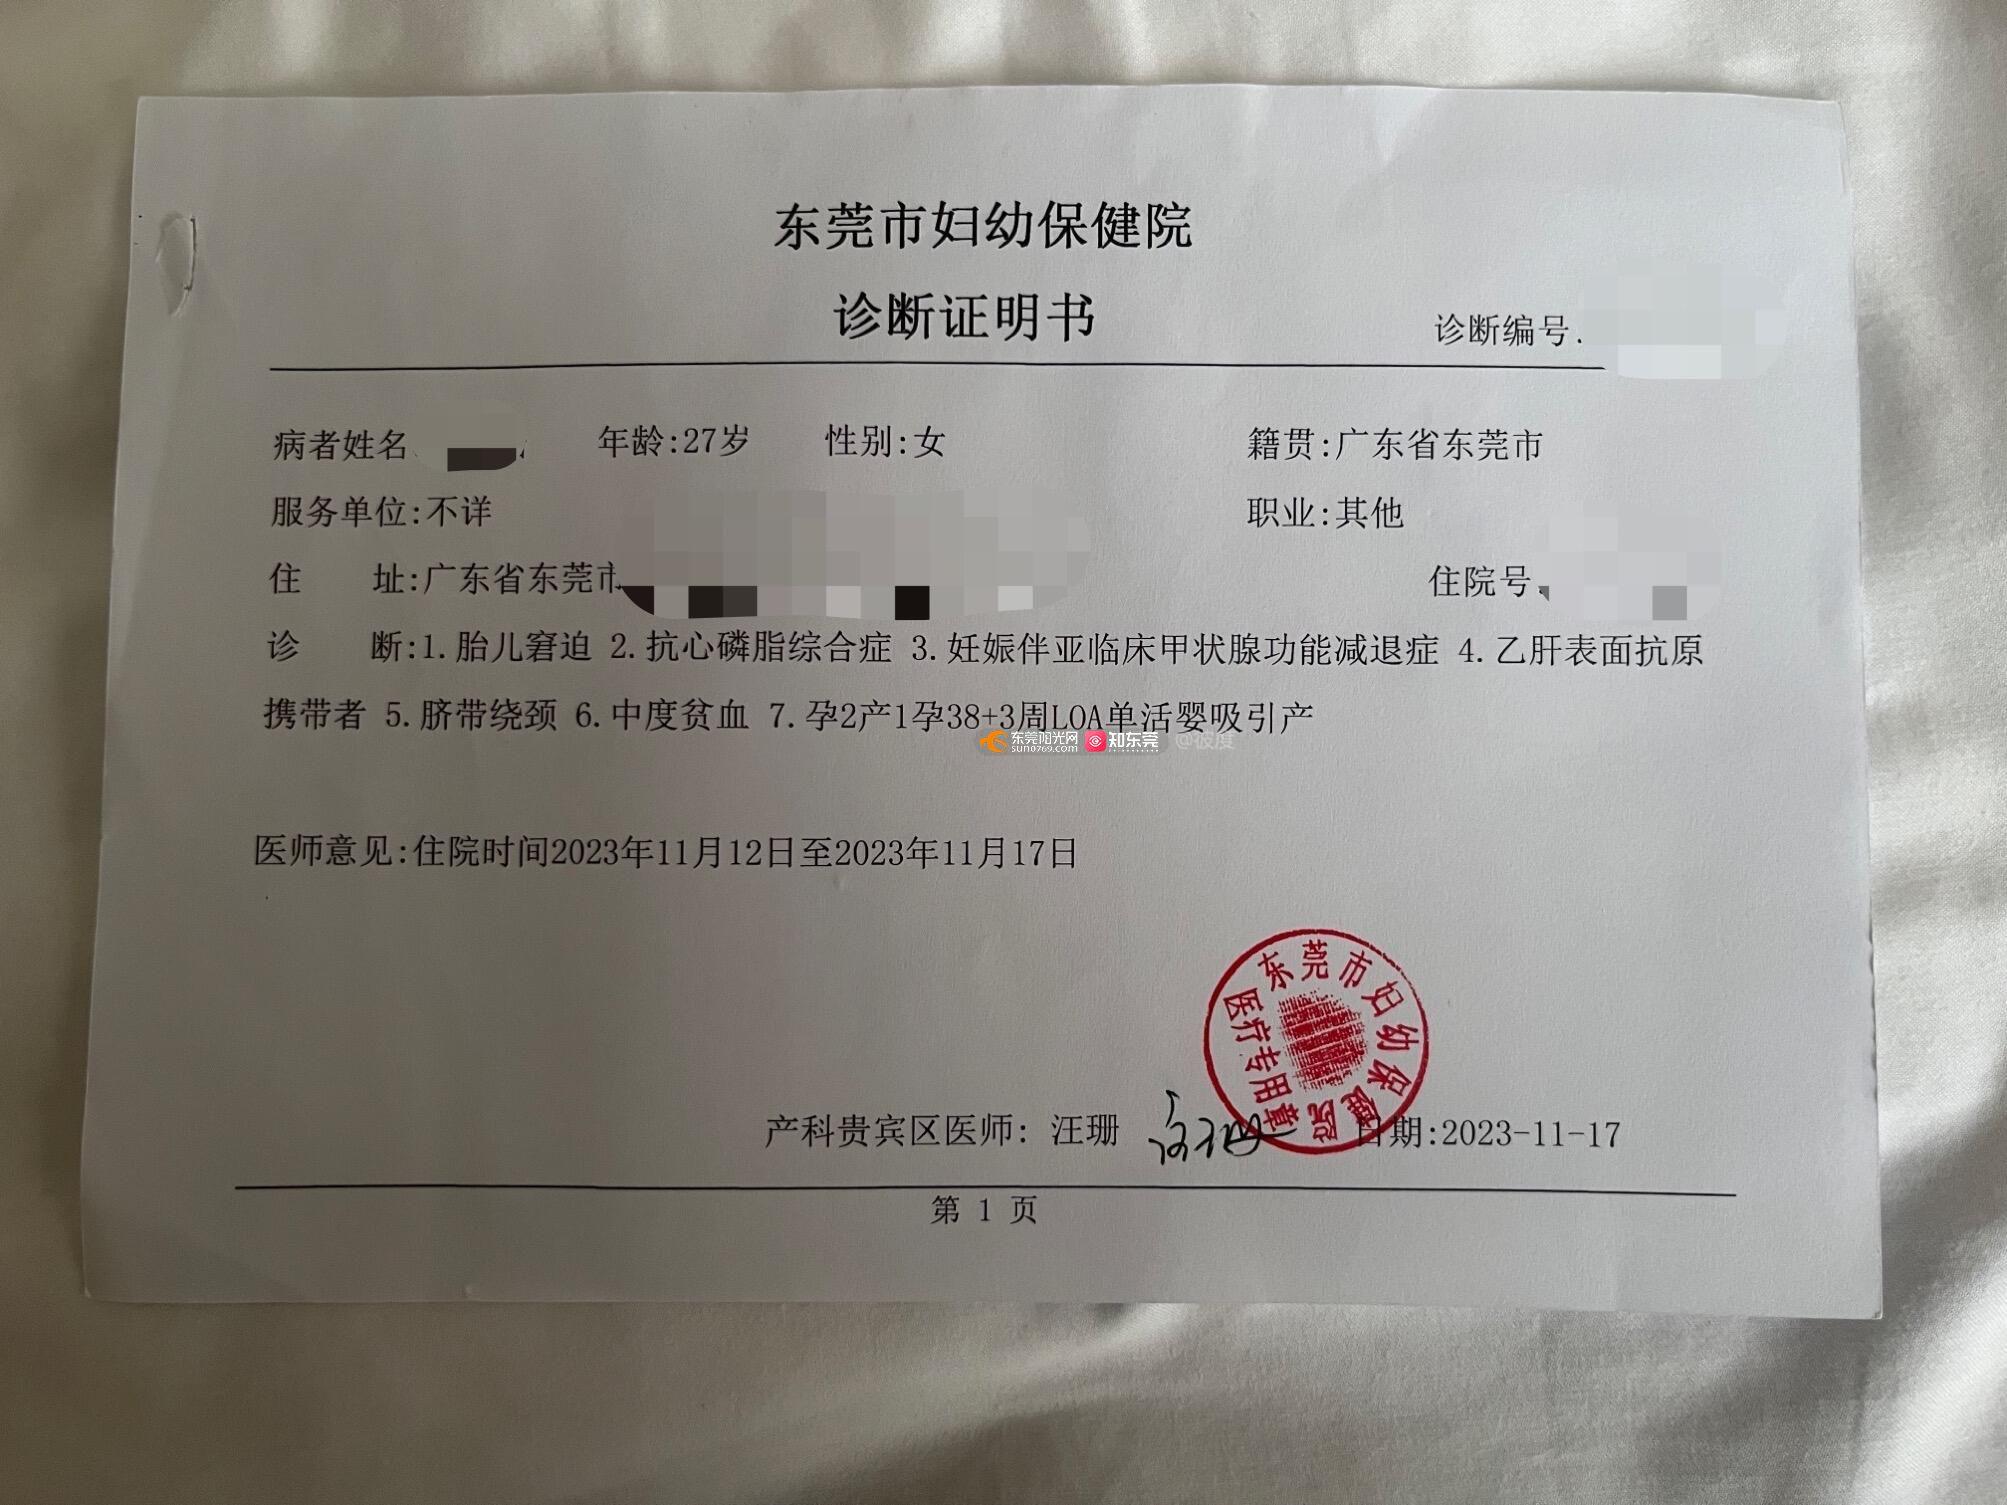 东莞市妇幼保健院
诊断证明书
诊断编号
病者姓名 年龄:27岁 性别:女 籍贯:广东省东莞市
服务单位:不详 职业:其他
住 址:广东省东莞市 住院号
诊 断:1.胎儿窘迫 2.抗心磷脂综合症 3.妊娠伴亚临床甲状腺功能减退症 4.乙肝表面抗原
携带者 5.脐带绕颈 6.中度贫血 7.孕2产1孕38+3周LOA单活婴吸引产
东莞阳光网 sun0769.com 知东莞 @彼度
医师意见:住院时间2023年11月12日至2023年11月17日
东莞市妇幼保健院
医疗专用章
产科贵宾区医师: 汪珊 汪珊 日期:2023-11-17
第 1 页